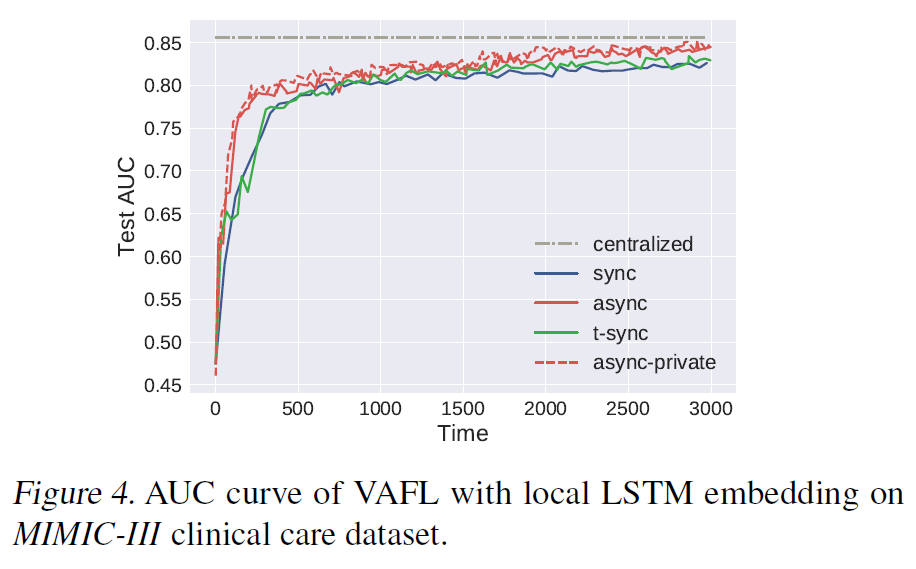 0.85
0.80
0.75
0.70
0.65
0.60
0.55
0.50
0.45
Test AUC
centralized
sync
async
t-sync
async-private
0 500 1000 1500 2000 2500 3000
Time
Figure 4. AUC curve of VAFL with local LSTM embedding on
MIMIC-III clinical care dataset.